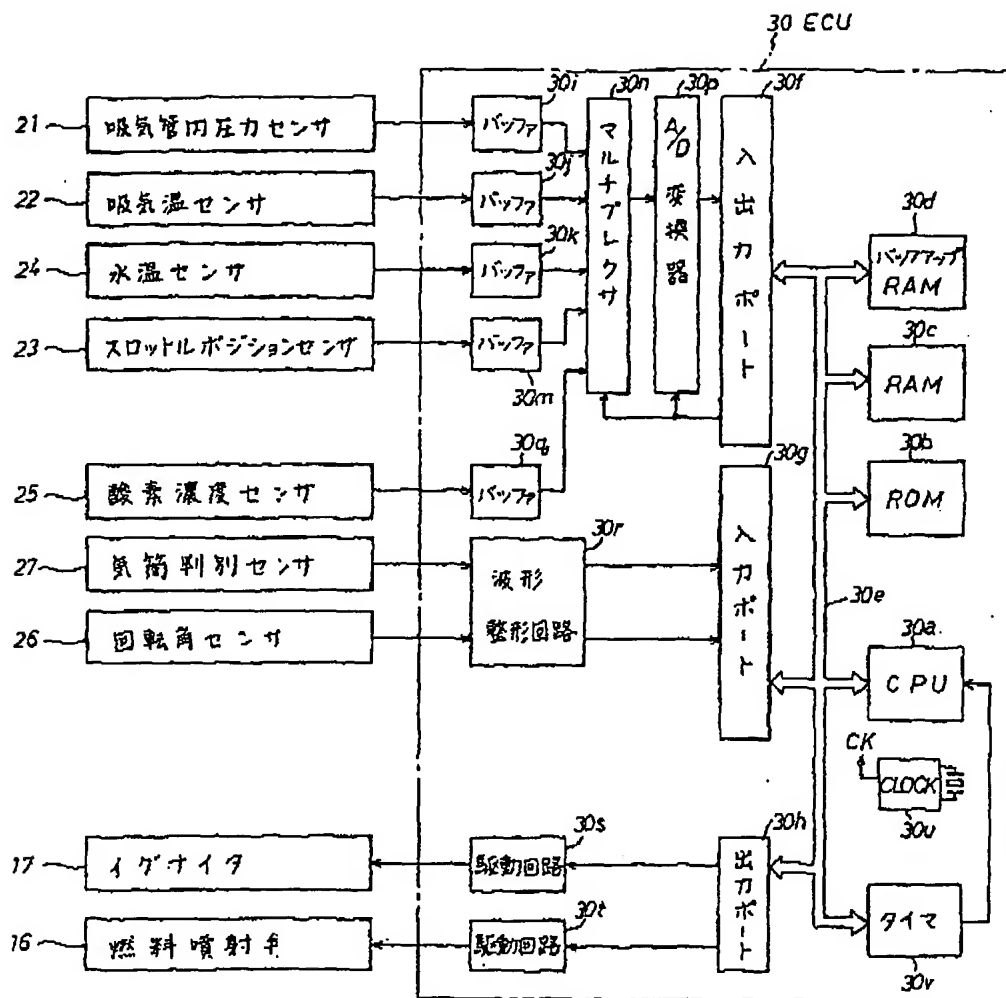 30 ECU
30i
30n
30p
30f
21
吸気管内圧力センサ
バッファ
マルチプレクサ
A/D変換器
入出力ポート
30j
22
吸気温センサ
バッファ
30d
バックアップ
RAM
30k
24
水温センサ
バッファ
30c
23
スロットルポジションセンサ
バッファ
RAM
30m
30q
30g
30b
25
酸素濃度センサ
バッファ
ROM
30r
27
気筒判別センサ
波形
整形回路
入力ポート
30e
26
回転角センサ
30a
CPU
CK
CLOCK
30u
30s
30h
17
イグナイタ
駆動回路
出力ポート
30t
タイマ
16
燃料噴射弁
駆動回路
30v